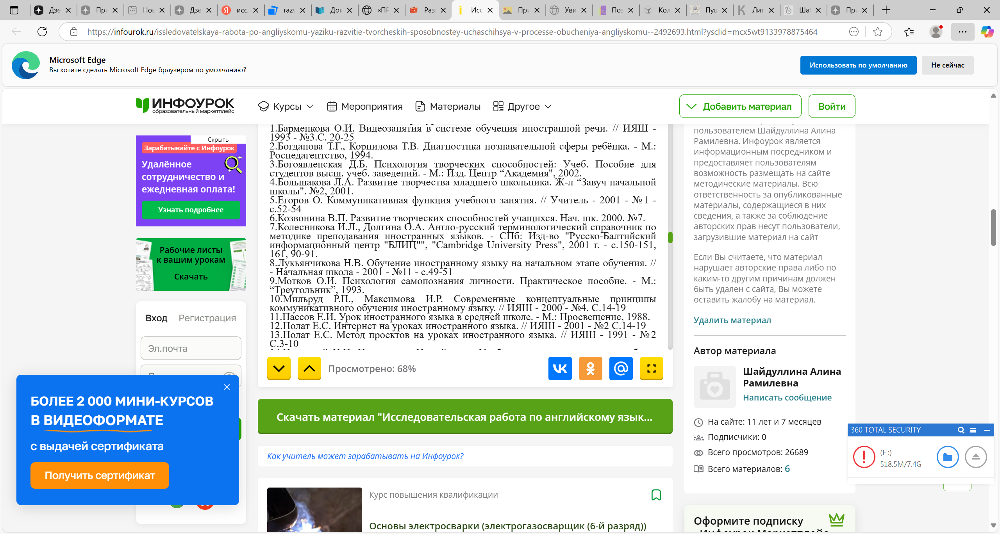 Дзе
При
Нов
Дзе
исс
razv
Док
«ПР
Разв
Исс
При
Уви
Поз
Кол
Пуш
Лит
Шаб
При
https://infourok.ru/issledovatelskaya-rabota-po-angliyskomu-yaziku-razvitie-tvorcheskih-sposobnostey-uchaschihsya-v-processe-obucheniya-angliyskomu--2492693.html?ysclid=mcx5wt9133978875464
Microsoft Edge
Вы хотите сделать Microsoft Edge браузером по умолчанию?
Использовать по умолчанию
Не сейчас
ИНФОУРОК
образовательный маркетплейс
Курсы
Мероприятия
Материалы
Другое
Добавить материал
Войти
Скрыть
Зарабатывайте с Инфоурок
Удалённое
сотрудничество и
ежедневная оплата!
Узнать подробнее
Рабочие листы
к вашим урокам
Скачать
Вход Регистрация
Эл.почта
БОЛЕЕ 2 000 МИНИ-КУРСОВ
В ВИДЕОФОРМАТЕ
с выдачей сертификата
Получить сертификат
1.Барменкова О.И. Видеозанятия в системе обучения иностранной речи. // ИЯШ -
1993 - №3.С. 20-25
2.Богданова Т.Г., Корнилова Т.В. Диагностика познавательной сферы ребёнка. - М.:
Роспедагентство, 1994.
3.Богоявленская Д.Б. Психология творческих способностей: Учеб. Пособие для
студентов высш. учеб. заведений. - М.: Изд. Центр “Академия", 2002.
4.Большакова Л.А. Развитие творчества младшего школьника. Ж-л “Завуч начальной
школы". №2, 2001.
5.Егоров О. Коммуникативная функция учебного занятия. // Учитель - 2001 - №1 -
с.52-54
6.Козвонина В.П. Развитие творческих способностей учащихся. Нач. шк. 2000. №7.
7.Колесникова И.Л., Долгина О.А. Англо-русский терминологический справочник по
методике преподавания иностранных языков. - СПб: Изд-во "Русско-Балтийский
информационный центр "БЛИЦ"", "Cambridge University Press", 2001 г. - с.150-151,
161, 90-91.
8.Лукьянчикова Н.В. Обучение иностранному языку на начальном этапе обучения. //
- Начальная школа - 2001 - №11 - с.49-51
9.Мотков О.И. Психология самопознания личности. Практическое пособие. - М.:
“Треугольник”, 1993.
10.Мильруд Р.П., Максимова И.Р. Современные концептуальные принципы
коммуникативного обучения иностранному языку. // ИЯШ - 2000 - №4. С.14-19
11.Пассов Е.И. Урок иностранного языка в средней школе. - М.: Просвещение, 1988.
12.Полат Е.С. Интернет на уроках иностранного языка. // ИЯШ - 2001 - №2 С.14-19
13.Полат Е.С. Метод проектов на уроках иностранного языка. // ИЯШ - 1991 - №2
С.3-10
Просмотрено: 68%
Скачать материал "Исследовательская работа по английскому язык...
Как учитель может зарабатывать на Инфоурок?
Курс повышения квалификации
Основы электросварки (электрогазосварщик (6-й разряд))
пользователем Шайдуллина Алина
Рамилевна. Инфоурок является
информационным посредником и
предоставляет пользователям
возможность размещать на сайте
методические материалы. Всю
ответственность за опубликованные
материалы, содержащиеся в них
сведения, а также за соблюдение
авторских прав несут пользователи,
загрузившие материал на сайт
Если Вы считаете, что материал
нарушает авторские права либо по
каким-то другим причинам должен
быть удален с сайта, Вы можете
оставить жалобу на материал.
Удалить материал
Автор материала
Шайдуллина Алина
Рамилевна
Написать сообщение
На сайте: 11 лет и 7 месяцев
Подписчики: 0
Всего просмотров: 26689
Всего материалов: 6
Оформите подписку
«Инфоурок Маркетплейс
360 TOTAL SECURITY
(F :)
518.5M/7.4G